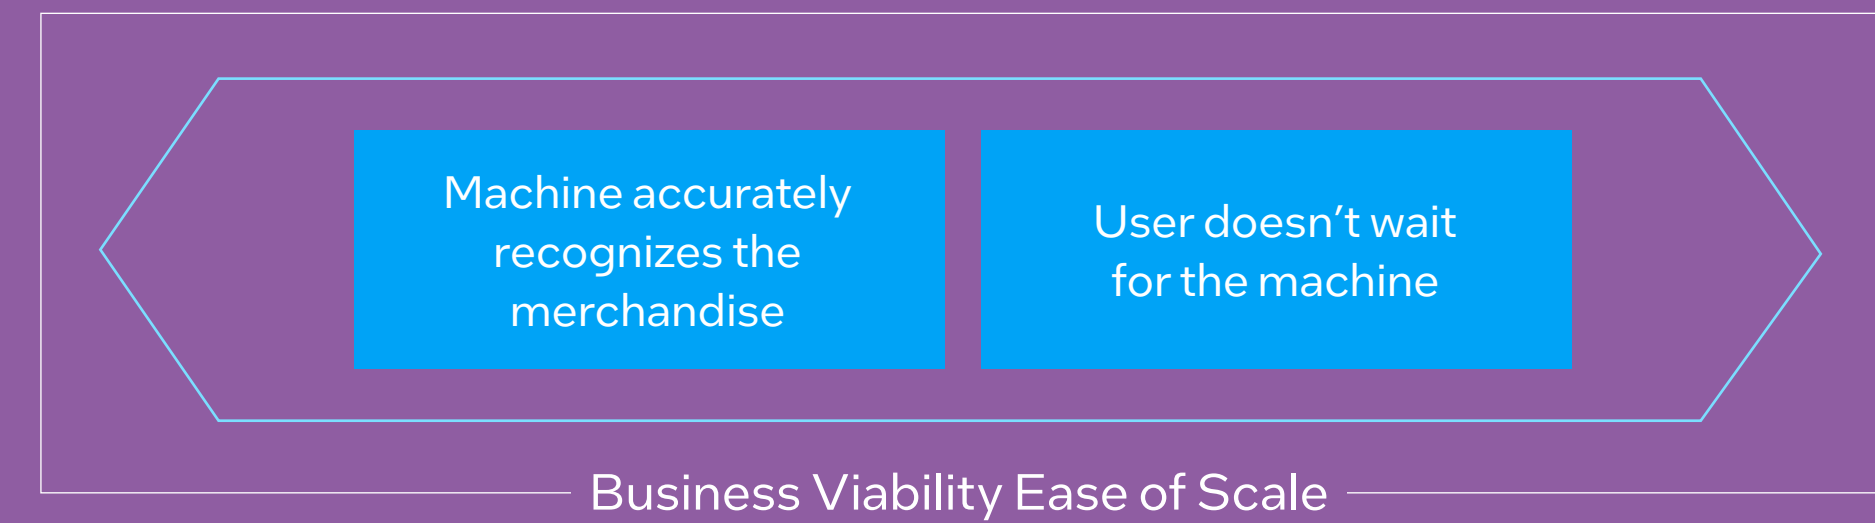 Machine accurately
recognizes the
merchandise
User doesn’t wait
for the machine
Business Viability Ease of Scale